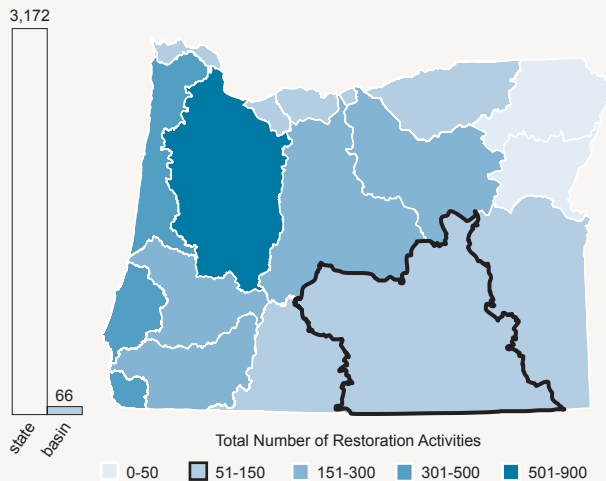 3,172
66
state
basin
Total Number of Restoration Activities
0-50 51-150 151-300 301-500 501-900